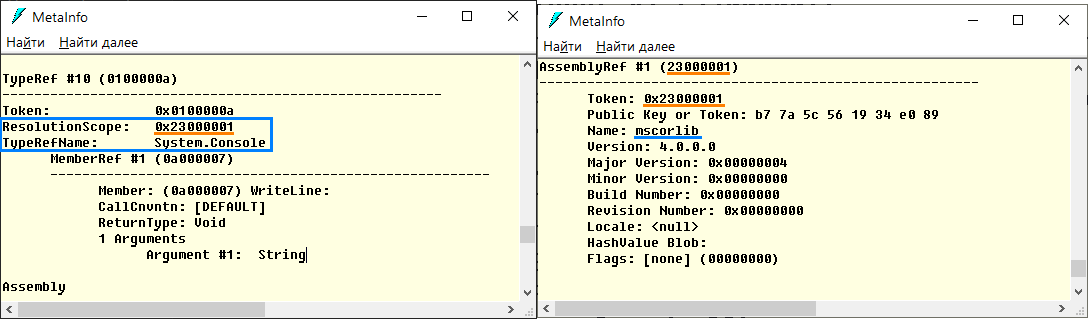 MetaInfo
Найти Найти далее
TypeRef #10 (0100000a)
-------------------------------------------------------
Token: 0x0100000a
ResolutionScope: 0x23000001
TypeRefName: System.Console
MemberRef #1 (0a000007)
-------------------------------------------------------
Member: (0a000007) WriteLine:
CallCnvntn: [DEFAULT]
ReturnType: Void
1 Arguments
Argument #1: String
Assembly
MetaInfo
Найти Найти далее
AssemblyRef #1 (23000001)
-------------------------------------------------------
Token: 0x23000001
Public Key or Token: b7 7a 5c 56 19 34 e0 89
Name: mscorlib
Version: 4.0.0.0
Major Version: 0x00000004
Minor Version: 0x00000000
Build Number: 0x00000000
Revision Number: 0x00000000
Locale: <null>
HashValue Blob:
Flags: [none] (00000000)